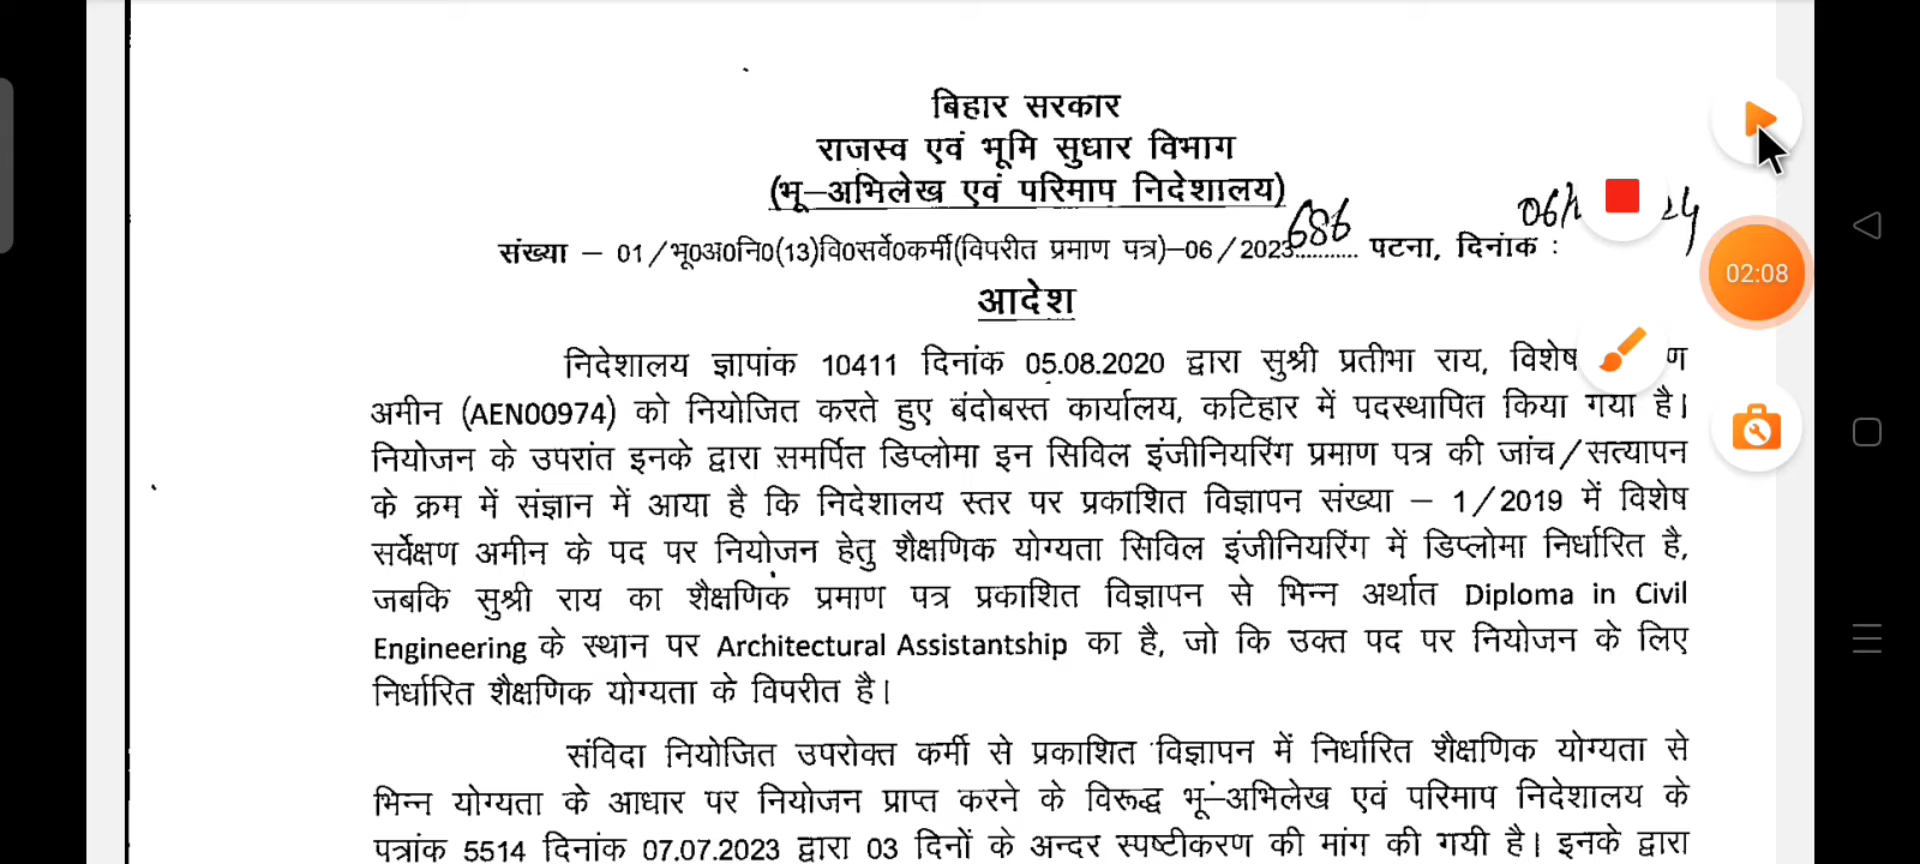 बिहार सरकार
राजस्व एवं भूमि सुधार विभाग
(भू–अभिलेख एवं परिमाप निदेशालय)
संख्या – 01/भू0अ0नि0(13)वि0सर्वे0कर्मी(विपरीत प्रमाण पत्र)–06/2023...686... पटना, दिनांक :
आदेश
02:08
निदेशालय ज्ञापांक 10411 दिनांक 05.08.2020 द्वारा सुश्री प्रतीभा राय, विशेष
अमीन (AEN00974) को नियोजित करते हुए बंदोबस्त कार्यालय, कटिहार में पदस्थापित किया गया है।
नियोजन के उपरांत इनके द्वारा समर्पित डिप्लोमा इन सिविल इंजीनियरिंग प्रमाण पत्र की जांच/सत्यापन
के क्रम में संज्ञान में आया है कि निदेशालय स्तर पर प्रकाशित विज्ञापन संख्या – 1/2019 में विशेष
सर्वेक्षण अमीन के पद पर नियोजन हेतु शैक्षणिक योग्यता सिविल इंजीनियरिंग में डिप्लोमा निर्धारित है,
जबकि सुश्री राय का शैक्षणिक प्रमाण पत्र प्रकाशित विज्ञापन से भिन्न अर्थात Diploma in Civil
Engineering के स्थान पर Architectural Assistantship का है, जो कि उक्त पद पर नियोजन के लिए
निर्धारित शैक्षणिक योग्यता के विपरीत है।
संविदा नियोजित उपरोक्त कर्मी से प्रकाशित विज्ञापन में निर्धारित शैक्षणिक योग्यता से
भिन्न योग्यता के आधार पर नियोजन प्राप्त करने के विरूद्ध भू–अभिलेख एवं परिमाप निदेशालय के
पत्रांक 5514 दिनांक 07.07.2023 द्वारा 03 दिनों के अन्दर स्पष्टीकरण की मांग की गयी है। इनके द्वारा